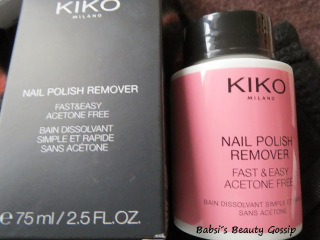 KIKO
MILANO
NAIL POLISH REMOVER
FAST&EASY
ACETONE FREE
BAIN DISSOLVANT
SIMPLE ET RAPIDE
SANS ACÉTONE
e 75 ml / 2.5 FL.OZ.
KIKO
MILANO
NAIL POLISH
REMOVER
FAST & EASY
ACETONE FREE
BAIN DISSOLVANT SIMPLE ET
SANS ACÉTONE
Babsi's Beauty Gossip